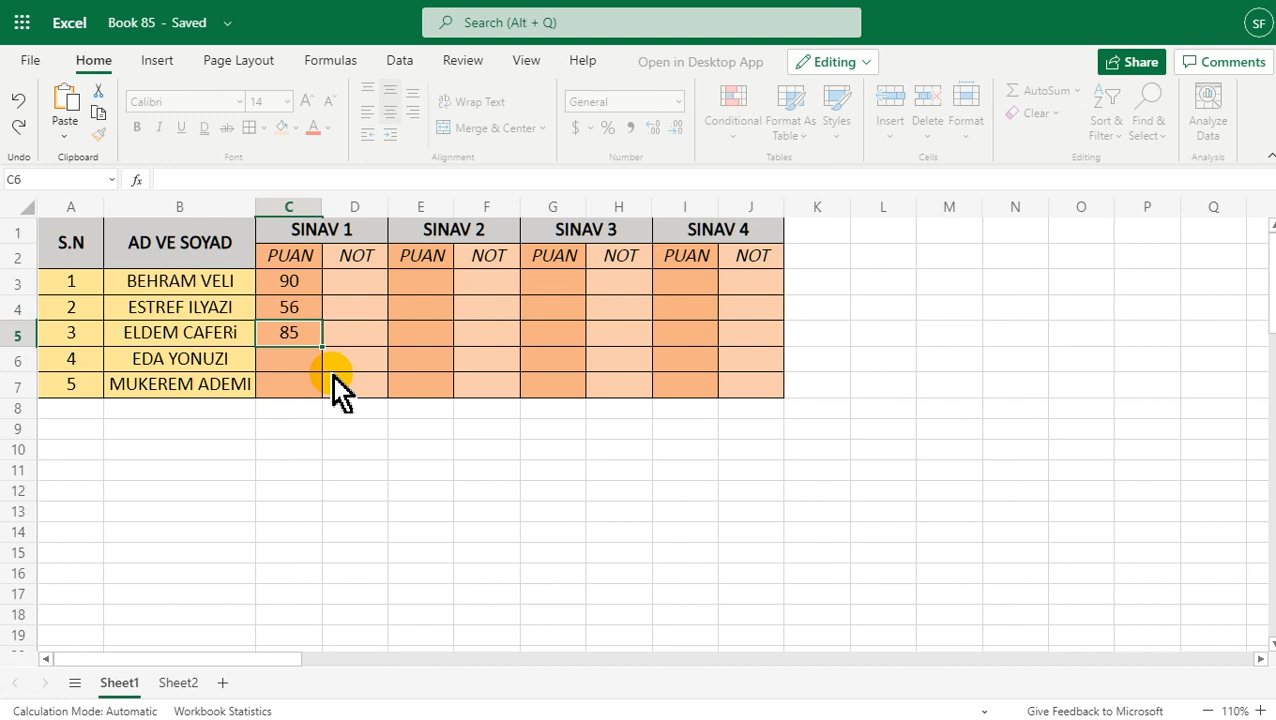 Excel Book 85 - Saved Search (Alt + Q) SF
File Home Insert Formulas Page Layout Data Review View Help Open in Desktop App Editing Share Comments
Paste Calibri 14 Wrap Text General Conditional Format As Table Styles Insert Delete Format AutoSum Sort & Filter Find & Select Analyze Data
B I U ab Merge & Center $ % Clear
Undo Clipboard Font Alignment Number Tables Cells Editing Analysis
C6 fx
A B C D E F G H I J K L M N O P Q
1 S.N AD VE SOYAD SINAV 1 SINAV 2 SINAV 3 SINAV 4
2 PUAN NOT PUAN NOT PUAN NOT PUAN NOT
3 1 BEHRAM VELI 90
4 2 ESTREF ILYAZI 56
5 3 ELDEM CAFERi 85
6 4 EDA YONUZI
7 5 MUKEREM ADEMI
8
9
10
11
12
13
14
15
16
17
18
19
Sheet1 Sheet2
Calculation Mode: Automatic Workbook Statistics Give Feedback to Microsoft 110%